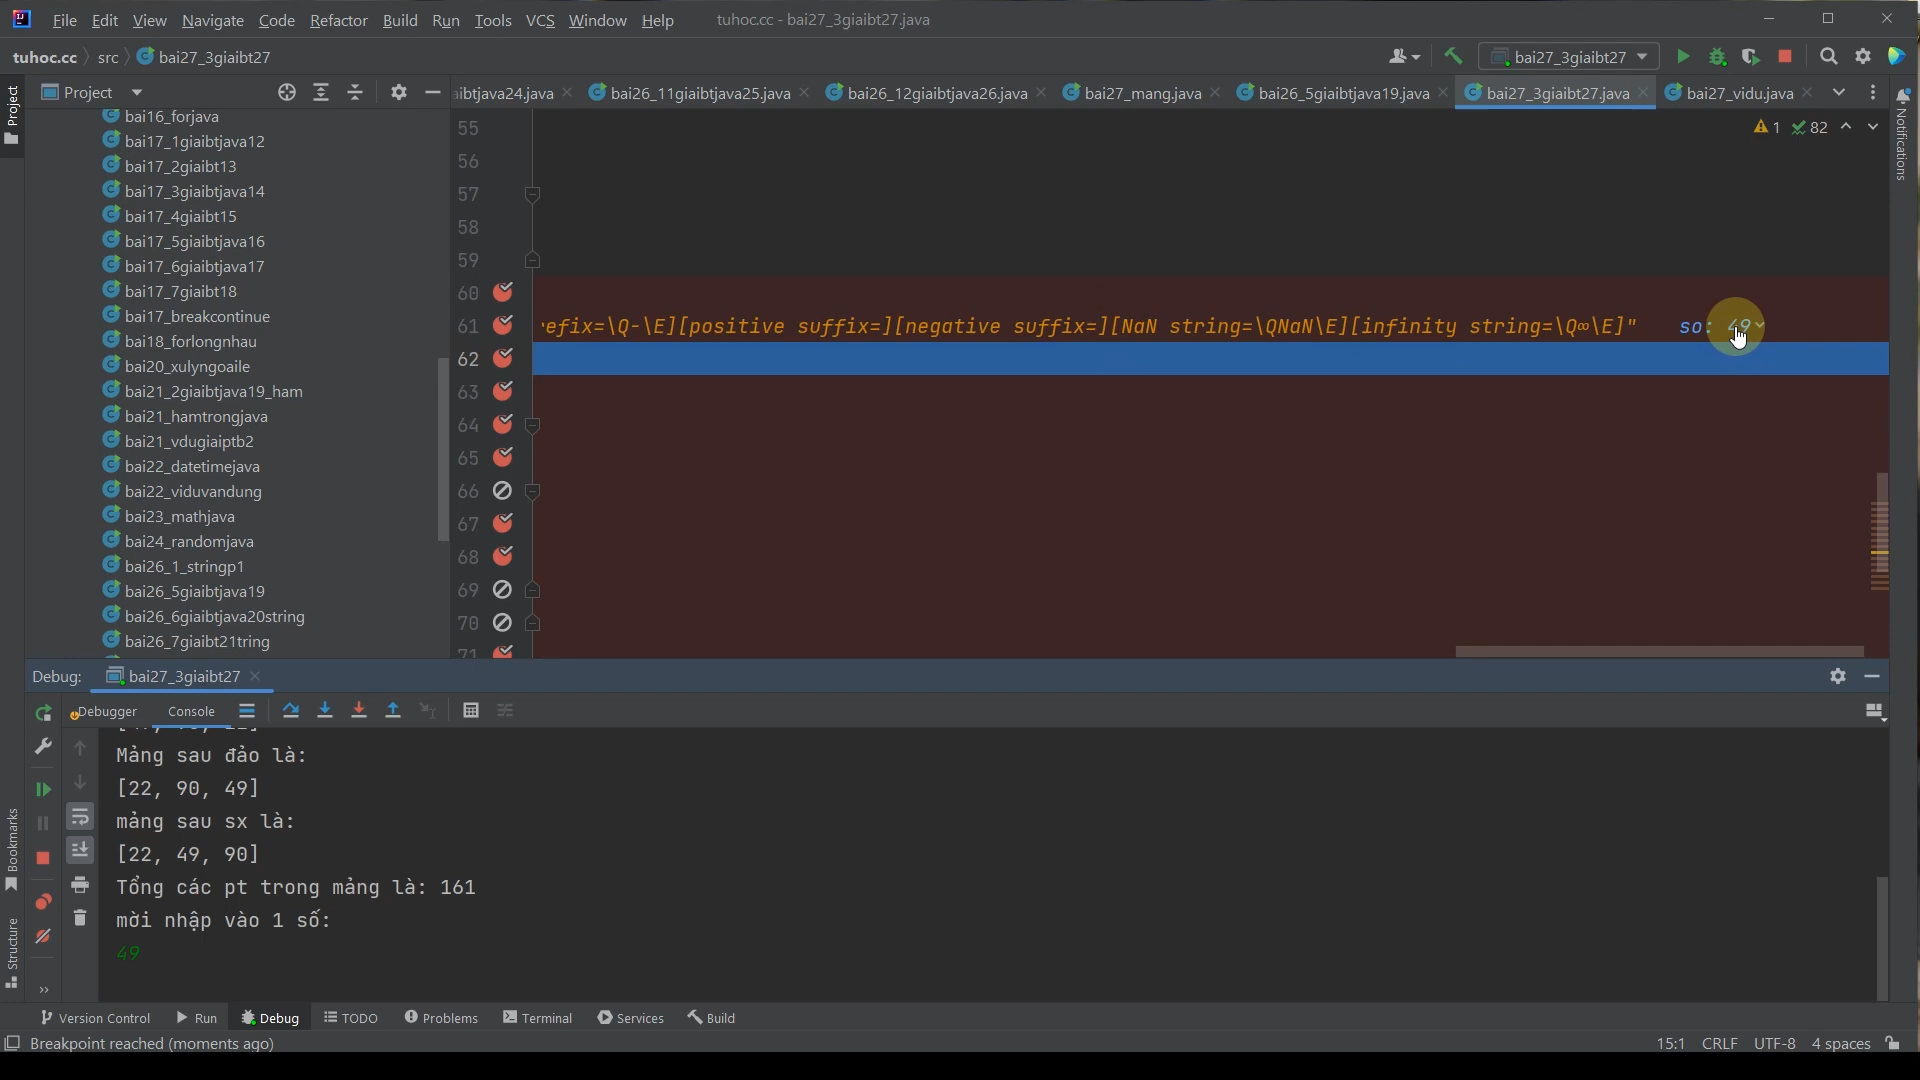 File Edit View Navigate Code Refactor Build Run Tools VCS Window Help tuhoc.cc - bai27_3giaibt27.java
tuhoc.cc src bai27_3giaibt27 bai27_3giaibt27
Project
Project
aibtjava24.java bai26_11giaibtjava25.java bai26_12giaibtjava26.java bai27_mang.java bai26_5giaibtjava19.java bai27_3giaibt27.java bai27_vidu.java
Notifications
1 82
bai16_forjava
bai17_1giaibtjava12
bai17_2giaibt13
bai17_3giaibtjava14
bai17_4giaibt15
bai17_5giaibtjava16
bai17_6giaibtjava17
bai17_7giaibt18
bai17_breakcontinue
bai18_forlongnhau
bai20_xulyngoaile
bai21_2giaibtjava19_ham
bai21_hamtrongjava
bai21_vdugiaiptb2
bai22_datetimejava
bai22_viduvandung
bai23_mathjava
bai24_randomjava
bai26_1_stringp1
bai26_5giaibtjava19
bai26_6giaibtjava20string
bai26_7giaibt21tring
55
56
57
58
59
60
61 refix=\Q-\E][positive suffix=][negative suffix=][NaN string=\QNaN\E][infinity string=\Q∞\E]" so: 49
62
63
64
65
66
67
68
69
70
71
Debug: bai27_3giaibt27
Debugger Console
Mảng sau đảo là:
[22, 90, 49]
mảng sau sx là:
[22, 49, 90]
Tổng các pt trong mảng là: 161
mời nhập vào 1 số:
49
Bookmarks
Structure
Version Control Run Debug TODO Problems Terminal Services Build
Breakpoint reached (moments ago) 15:1 CRLF UTF-8 4 spaces